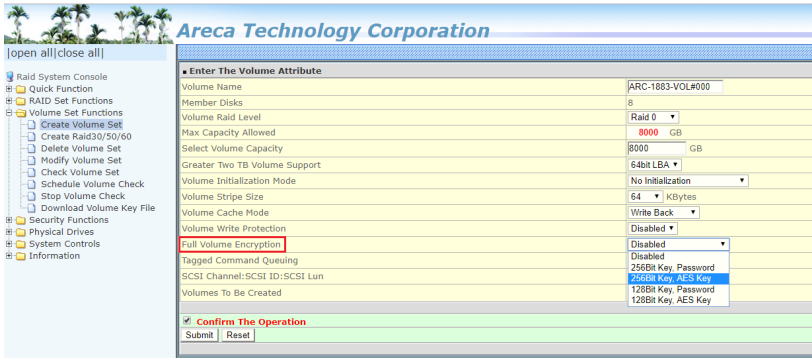 Areca Technology Corporation
|open all|close all|
Raid System Console
Quick Function
RAID Set Functions
Volume Set Functions
Create Volume Set
Create Raid30/50/60
Delete Volume Set
Modify Volume Set
Check Volume Set
Schedule Volume Check
Stop Volume Check
Download Volume Key File
Security Functions
Physical Drives
System Controls
Information
Enter The Volume Attribute
Volume Name ARC-1883-VOL#000
Member Disks 8
Volume Raid Level Raid 0
Max Capacity Allowed 8000 GB
Select Volume Capacity 8000 GB
Greater Two TB Volume Support 64bit LBA
Volume Initialization Mode No Initialization
Volume Stripe Size 64 KBytes
Volume Cache Mode Write Back
Volume Write Protection Disabled
Full Volume Encryption Disabled
Disabled
256Bit Key, Password
256Bit Key, AES Key
128Bit Key, Password
128Bit Key, AES Key
Tagged Command Queuing
SCSI Channel:SCSI ID:SCSI Lun
Volumes To Be Created
Confirm The Operation
Submit Reset